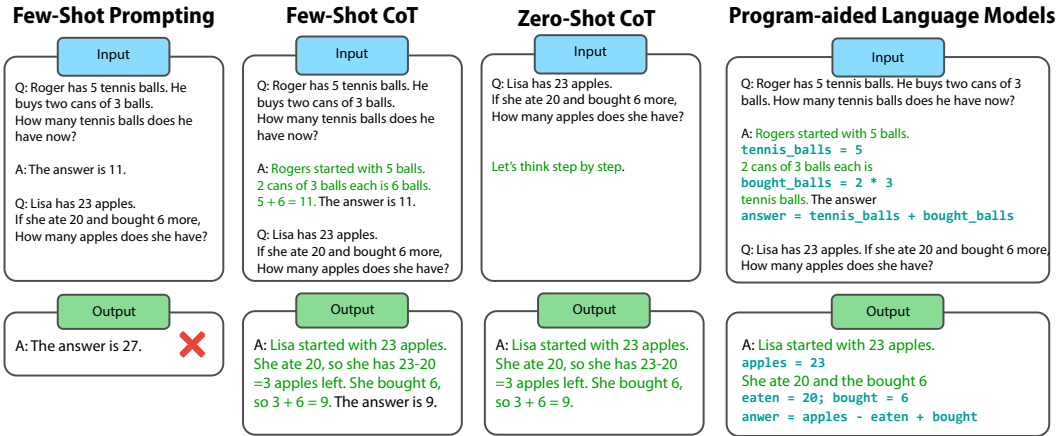 Few-Shot Prompting
Input
Q: Roger has 5 tennis balls. He
buys two cans of 3 balls.
How many tennis balls does he
have now?
A: The answer is 11.
Q: Lisa has 23 apples.
If she ate 20 and bought 6 more,
How many apples does she have?
Output
A: The answer is 27.
Few-Shot CoT
Input
Q: Roger has 5 tennis balls. He
buys two cans of 3 balls.
How many tennis balls does he
have now?
A: Rogers started with 5 balls.
2 cans of 3 balls each is 6 balls.
5 + 6 = 11. The answer is 11.
Q: Lisa has 23 apples.
If she ate 20 and bought 6 more,
How many apples does she have?
Output
A: Lisa started with 23 apples.
She ate 20, so she has 23-20
=3 apples left. She bought 6,
so 3 + 6 = 9. The answer is 9.
Zero-Shot CoT
Input
Q: Lisa has 23 apples.
If she ate 20 and bought 6 more,
How many apples does she have?
Let's think step by step.
Output
A: Lisa started with 23 apples.
She ate 20, so she has 23-20
=3 apples left. She bought 6,
so 3 + 6 = 9.
Program-aided Language Models
Input
Q: Roger has 5 tennis balls. He buys two cans of 3
balls. How many tennis balls does he have now?
A: Rogers started with 5 balls.
tennis_balls = 5
2 cans of 3 balls each is
bought_balls = 2 * 3
tennis balls. The answer
answer = tennis_balls + bought_balls
Q: Lisa has 23 apples. If she ate 20 and bought 6 more,
How many apples does she have?
Output
A: Lisa started with 23 apples.
apples = 23
She ate 20 and the bought 6
eaten = 20; bought = 6
anwer = apples - eaten + bought